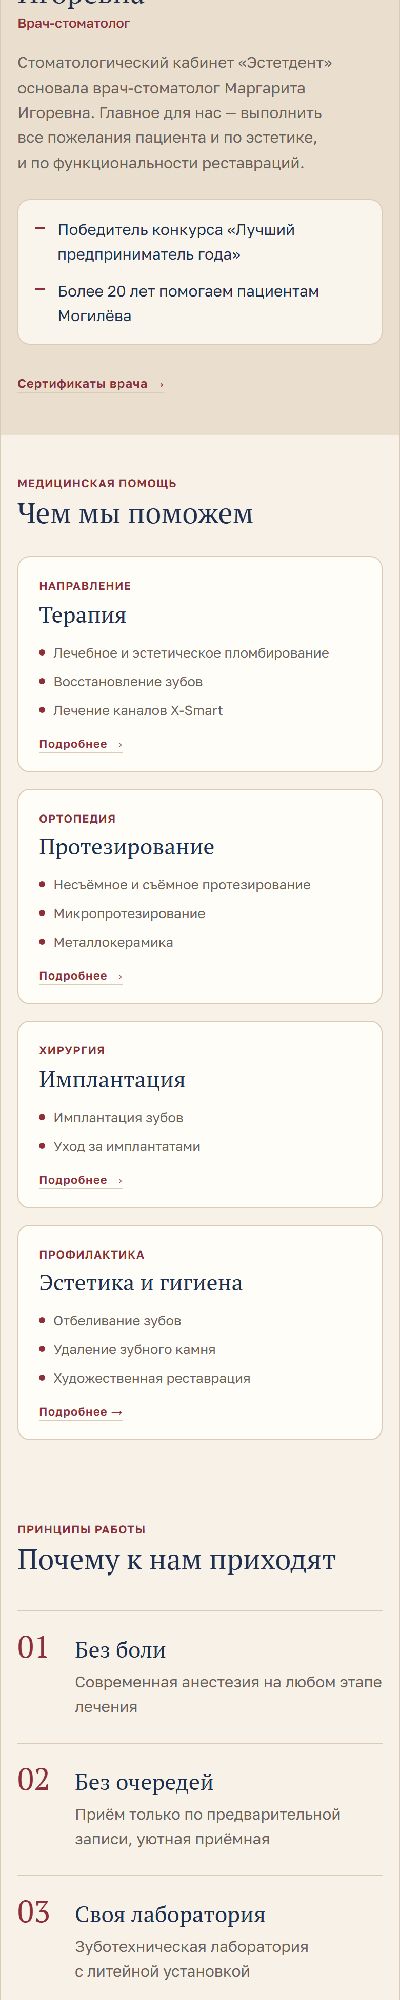 Игоревна
Врач-стоматолог
Стоматологический кабинет «Эстетдент»
основала врач-стоматолог Маргарита
Игоревна. Главное для нас — выполнить
все пожелания пациента и по эстетике,
и по функциональности реставраций.
— Победитель конкурса «Лучший
предприниматель года»
— Более 20 лет помогаем пациентам
Могилёва
Сертификаты врача ›
МЕДИЦИНСКАЯ ПОМОЩЬ
Чем мы поможем
НАПРАВЛЕНИЕ
Терапия
• Лечебное и эстетическое пломбирование
• Восстановление зубов
• Лечение каналов X-Smart
Подробнее ›
ОРТОПЕДИЯ
Протезирование
• Несъёмное и съёмное протезирование
• Микропротезирование
• Металлокерамика
Подробнее ›
ХИРУРГИЯ
Имплантация
• Имплантация зубов
• Уход за имплантатами
Подробнее ›
ПРОФИЛАКТИКА
Эстетика и гигиена
• Отбеливание зубов
• Удаление зубного камня
• Художественная реставрация
Подробнее →
ПРИНЦИПЫ РАБОТЫ
Почему к нам приходят
01 Без боли
Современная анестезия на любом этапе
лечения
02 Без очередей
Приём только по предварительной
записи, уютная приёмная
03 Своя лаборатория
Зуботехническая лаборатория
с литейной установкой